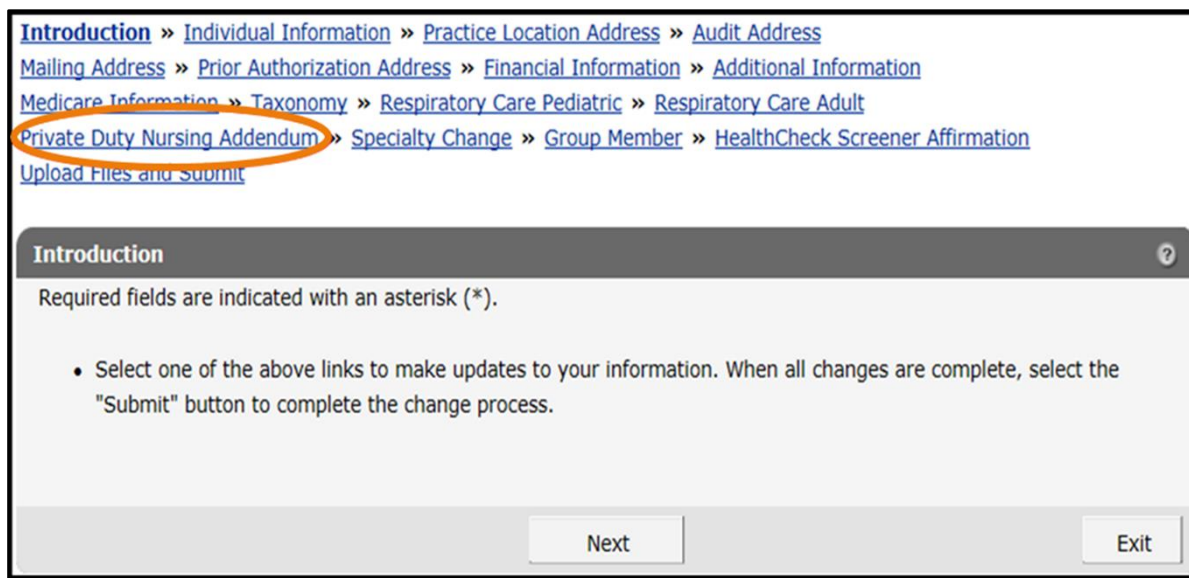 Introduction » Individual Information » Practice Location Address » Audit Address
Mailing Address » Prior Authorization Address » Financial Information » Additional Information
Medicare Information » Taxonomy » Respiratory Care Pediatric » Respiratory Care Adult
Private Duty Nursing Addendum » Specialty Change » Group Member » HealthCheck Screener Affirmation
Upload Files and Submit
Introduction ?
Required fields are indicated with an asterisk (*).
• Select one of the above links to make updates to your information. When all changes are complete, select the
"Submit" button to complete the change process.
Next Exit